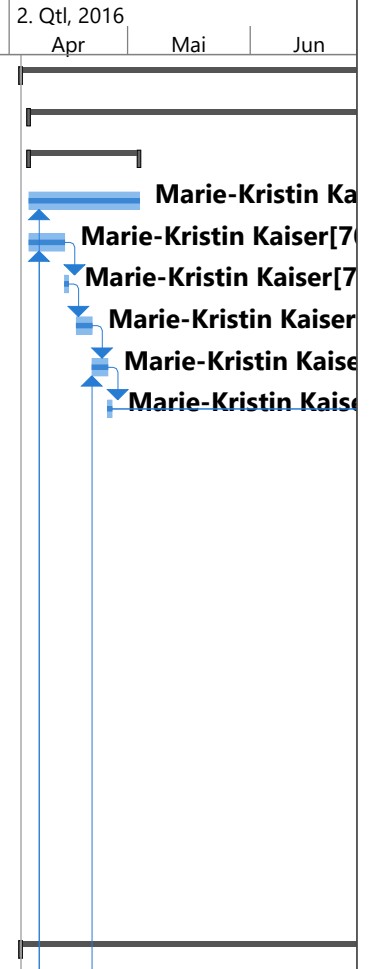 2. Qtl, 2016
Apr Mai Jun
Marie-Kristin Ka
Marie-Kristin Kaiser[7
Marie-Kristin Kaiser[7
Marie-Kristin Kaiser
Marie-Kristin Kaise
Marie-Kristin Kaise